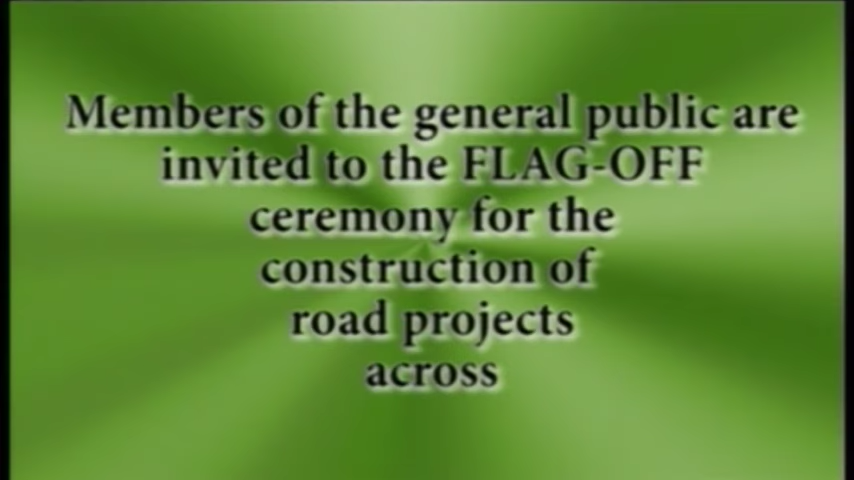 Members of the general public are
invited to the FLAG-OFF
ceremony for the
construction of
road projects
across